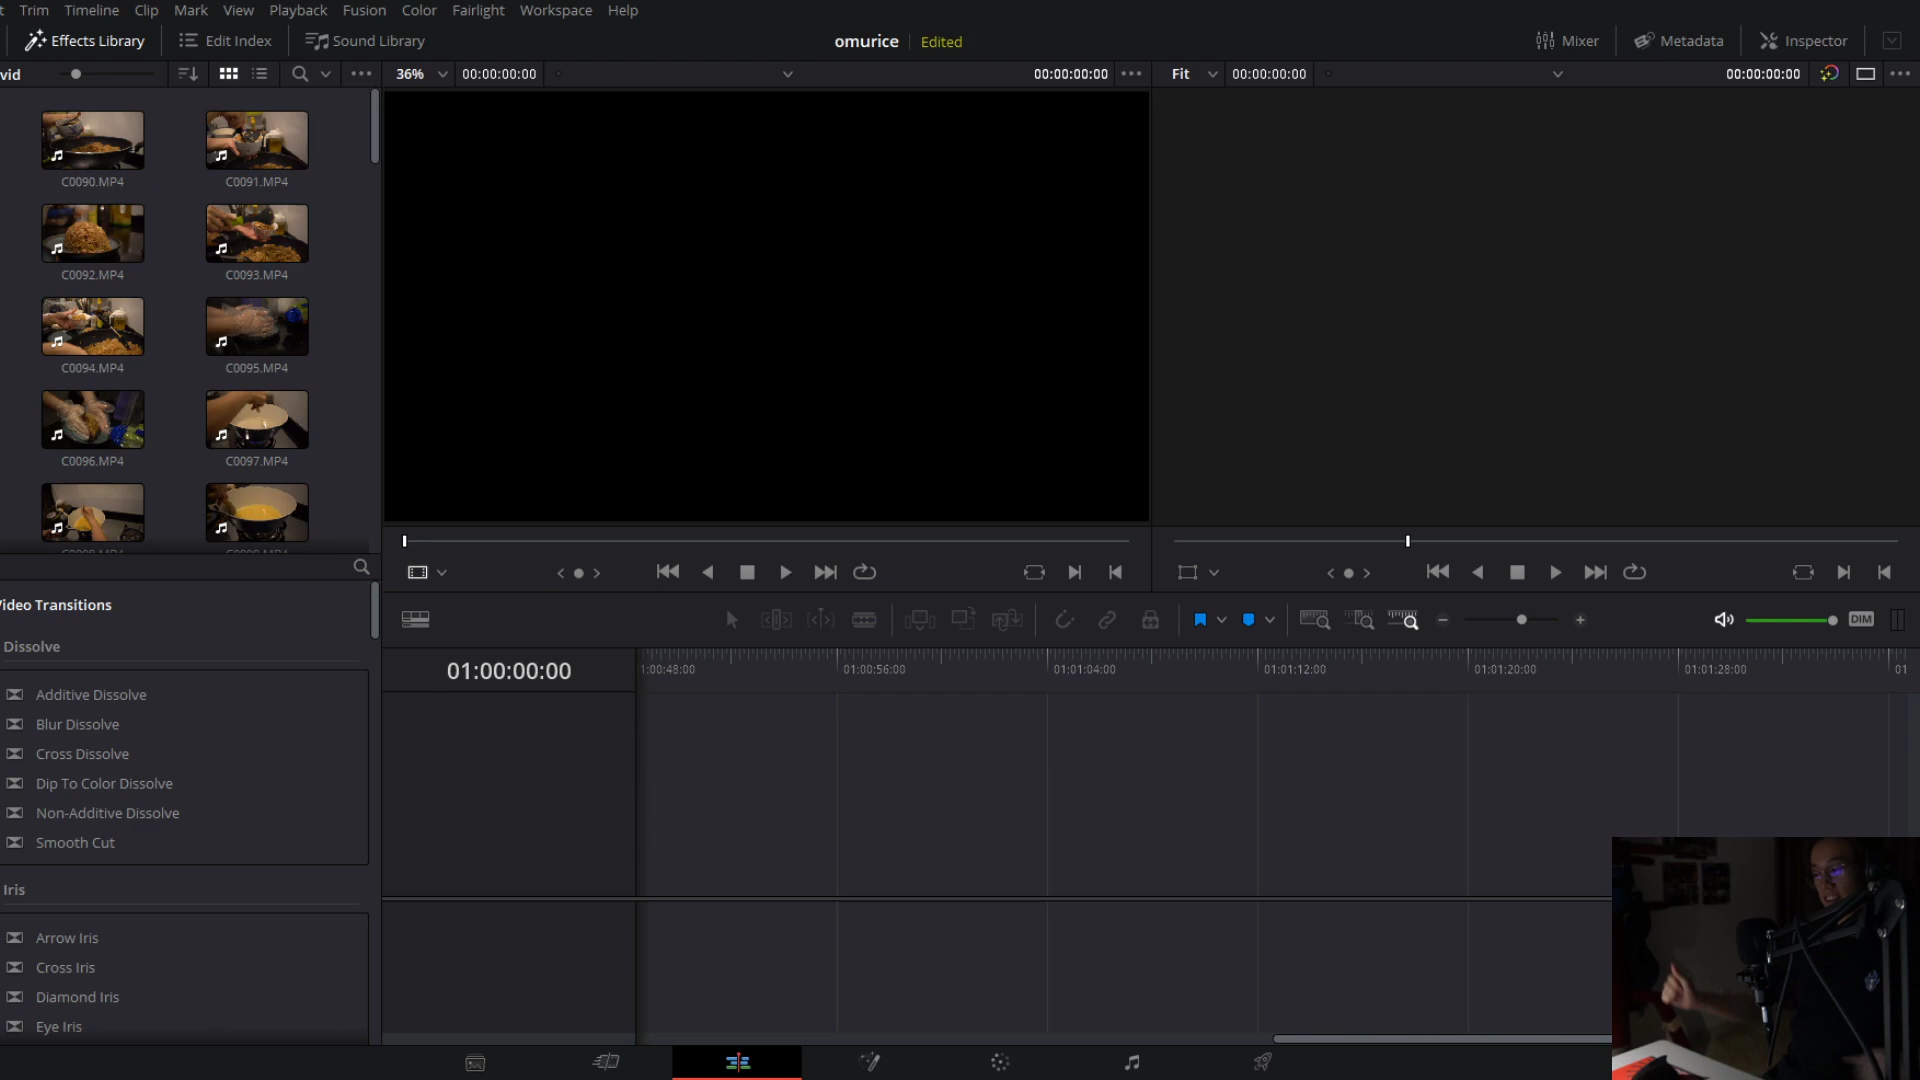 Trim Timeline Clip Mark View Playback Fusion Color Fairlight Workspace Help
Effects Library Edit Index Sound Library omurice Edited Mixer Metadata Inspector
vid 36% 00:00:00:00 00:00:00:00 Fit 00:00:00:00 00:00:00:00
C0090.MP4 C0091.MP4
C0092.MP4 C0093.MP4
C0094.MP4 C0095.MP4
C0096.MP4 C0097.MP4
Video Transitions
Dissolve
Additive Dissolve
Blur Dissolve
Cross Dissolve
Dip To Color Dissolve
Non-Additive Dissolve
Smooth Cut
Iris
Arrow Iris
Cross Iris
Diamond Iris
Eye Iris
DIM
01:00:00:00
1:00:48:00 01:00:56:00 01:01:04:00 01:01:12:00 01:01:20:00 01:01:28:00 01